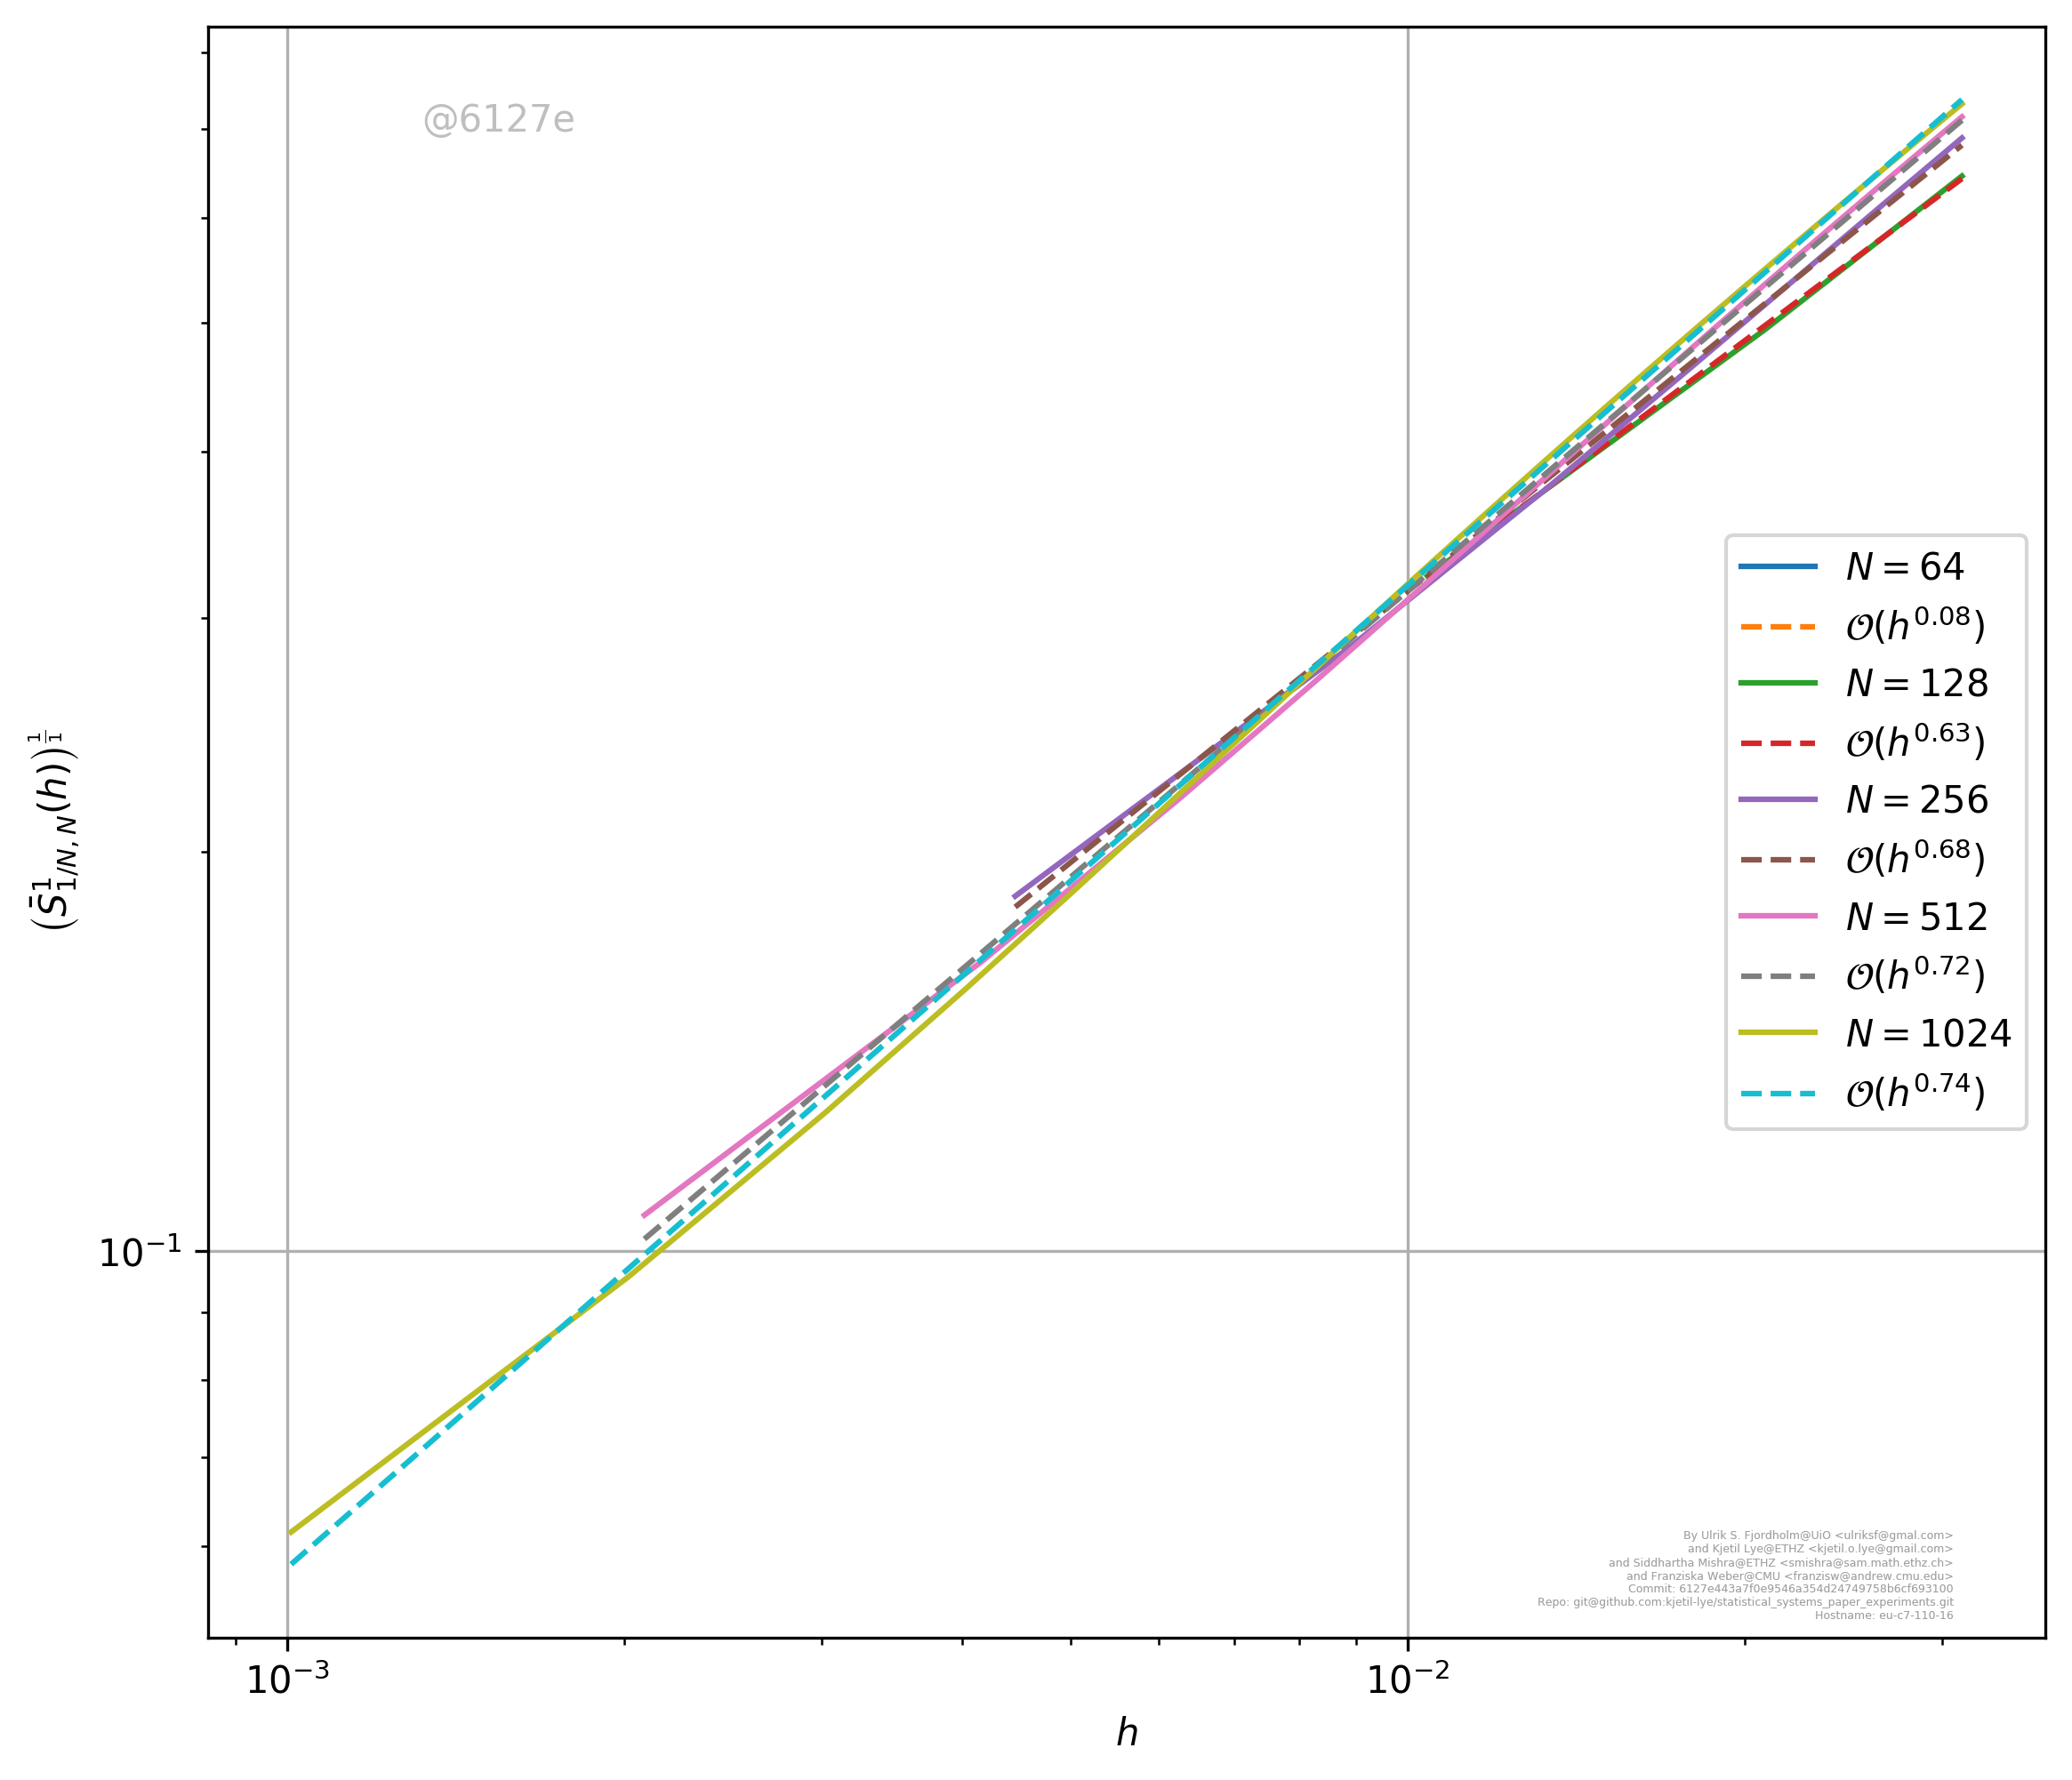 @6127e
(S̄¹₁/N, N(h))^(1/1)
10⁻¹
N = 64
𝒪(h^0.08)
N = 128
𝒪(h^0.63)
N = 256
𝒪(h^0.68)
N = 512
𝒪(h^0.72)
N = 1024
𝒪(h^0.74)
By Ulrik S. Fjordholm@UiO <ulriksf@gmal.com>
and Kjetil Lye@ETHZ <kjetil.o.lye@gmail.com>
and Siddhartha Mishra@ETHZ <smishra@sam.math.ethz.ch>
and Franziska Weber@CMU <franzisw@andrew.cmu.edu>
Commit: 6127e443a7f0e9546a354d24749758b6cf693100
Repo: git@github.com:kjetil-lye/statistical_systems_paper_experiments.git
Hostname: eu-c7-110-16
10⁻³ 10⁻²
h